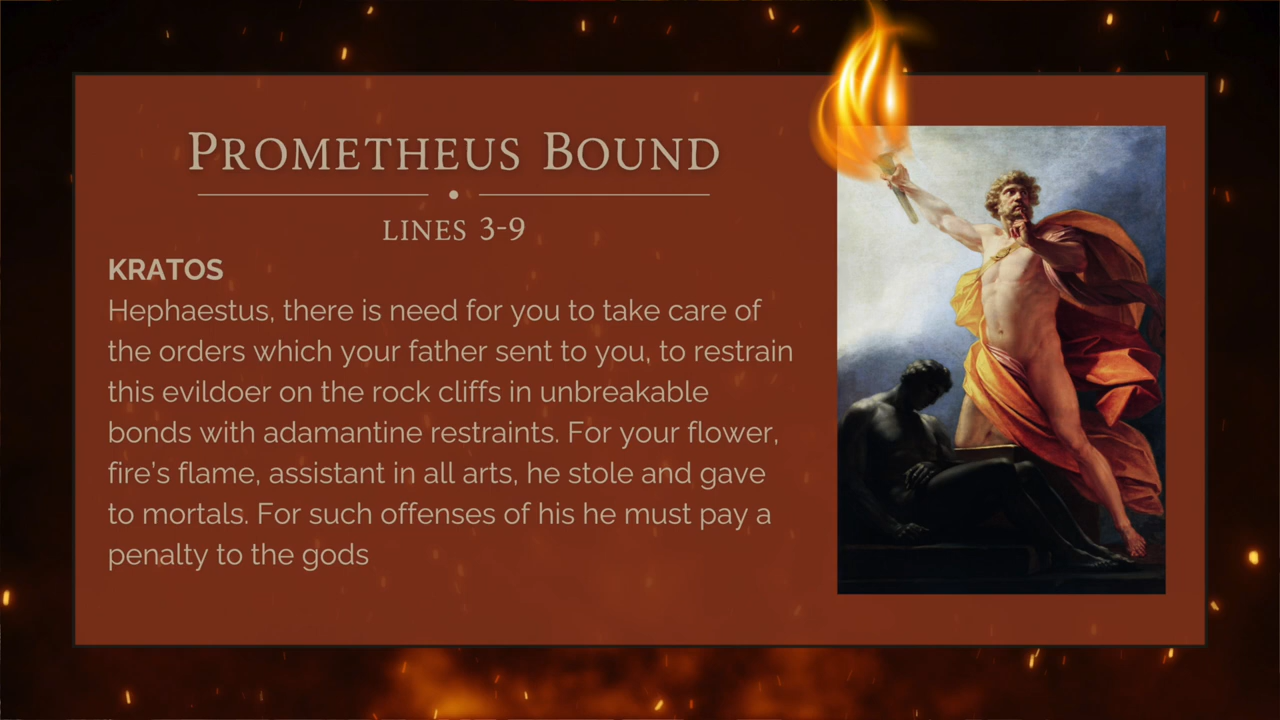 Prometheus Bound
LINES 3-9
KRATOS
Hephaestus, there is need for you to take care of
the orders which your father sent to you, to restrain
this evildoer on the rock cliffs in unbreakable
bonds with adamantine restraints. For your flower,
fire's flame, assistant in all arts, he stole and gave
to mortals. For such offenses of his he must pay a
penalty to the gods